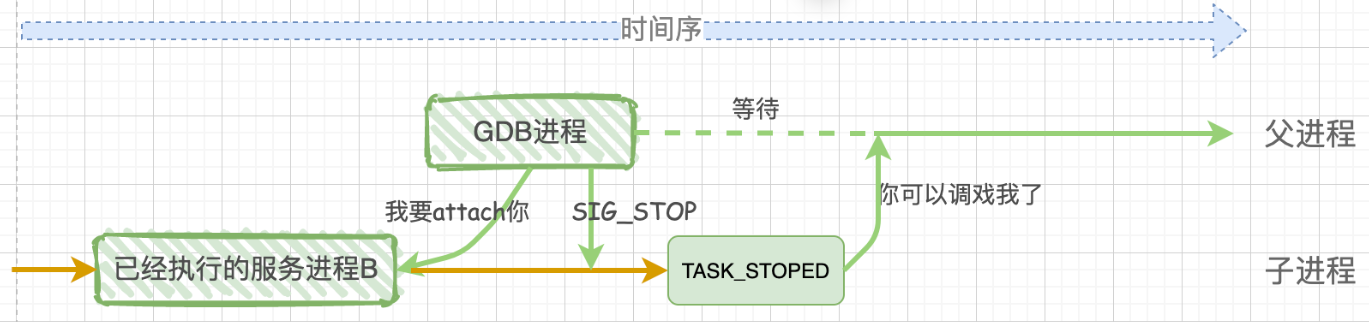 时间序
等待
GDB进程
父进程
我要attach你
SIG_STOP
你可以调戏我了
已经执行的服务进程B
TASK_STOPED
子进程